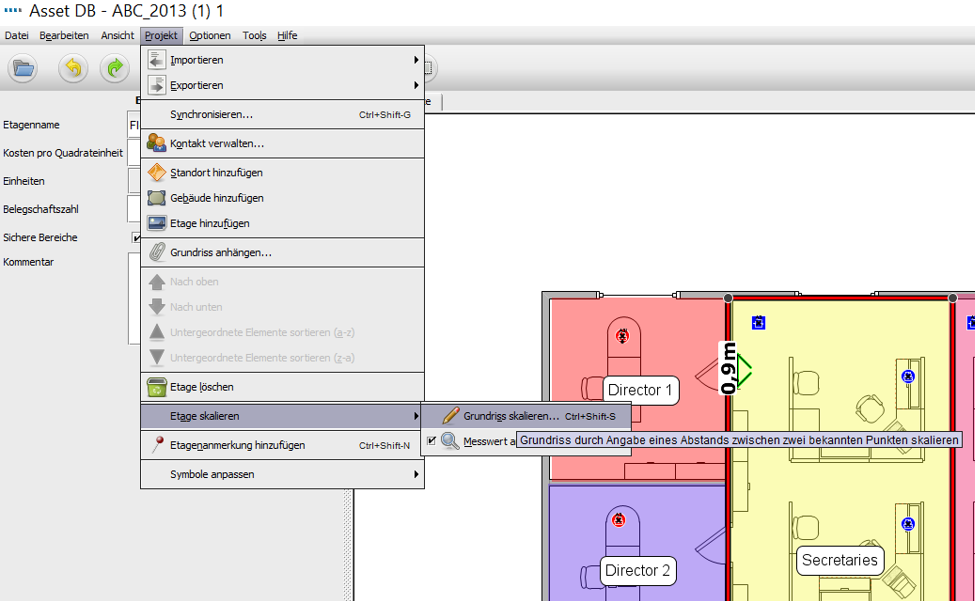 Asset DB - ABC_2013 (1) 1
Datei Bearbeiten Ansicht Projekt Optionen Tools Hilfe
Importieren
Exportieren
Synchronisieren... Ctrl+Shift-G
Etagenname
Kontakt verwalten...
Kosten pro Quadrateinheit
Standort hinzufügen
Einheiten
Gebäude hinzufügen
Belegschaftszahl
Etage hinzufügen
Sichere Bereiche
Grundriss anhängen...
Kommentar
Nach oben
Nach unten
Untergeordnete Elemente sortieren (a-z)
Untergeordnete Elemente sortieren (z-a)
Etage löschen
Etage skalieren
Grundriss skalieren... Ctrl+Shift-S
Etagenanmerkung hinzufügen Ctrl+Shift-N
Messwert a
Grundriss durch Angabe eines Abstands zwischen zwei bekannten Punkten skalieren
Symbole anpassen
0,9 m
Director 1
Director 2
Secretaries